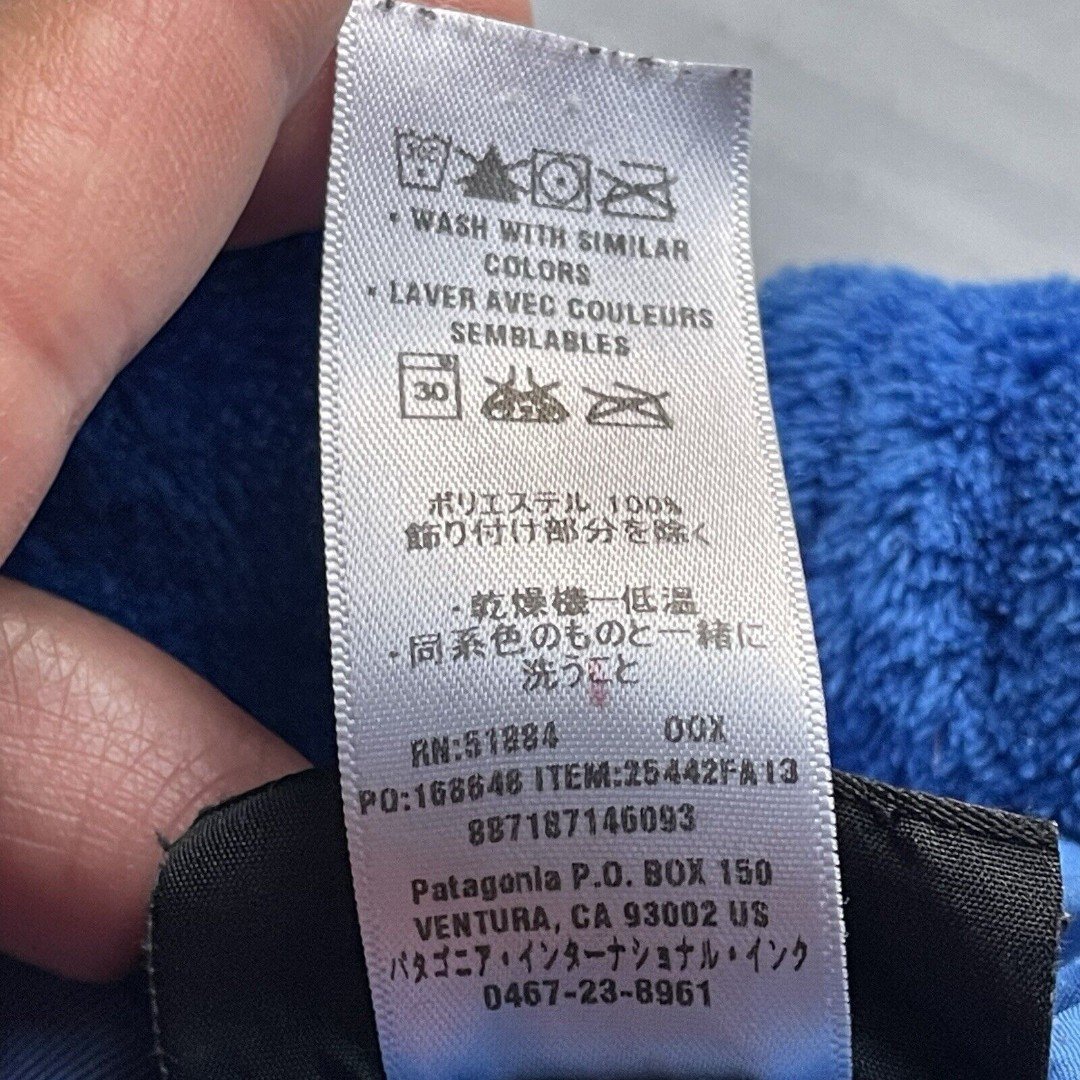 • WASH WITH SIMILAR
COLORS
• LAVER AVEC COULEURS
SEMBLABLES
30
ポリエステル 100%
飾り付け部分を除く
・乾燥機一低温
・同系色のものと一緒に
洗うこと
RN:51884 OOX
PO:168648 ITEM:25442FA13
887187146093
Patagonia P.O. BOX 150
VENTURA, CA 93002 US
パタゴニア・インターナショナル・インク
0467-23-8961